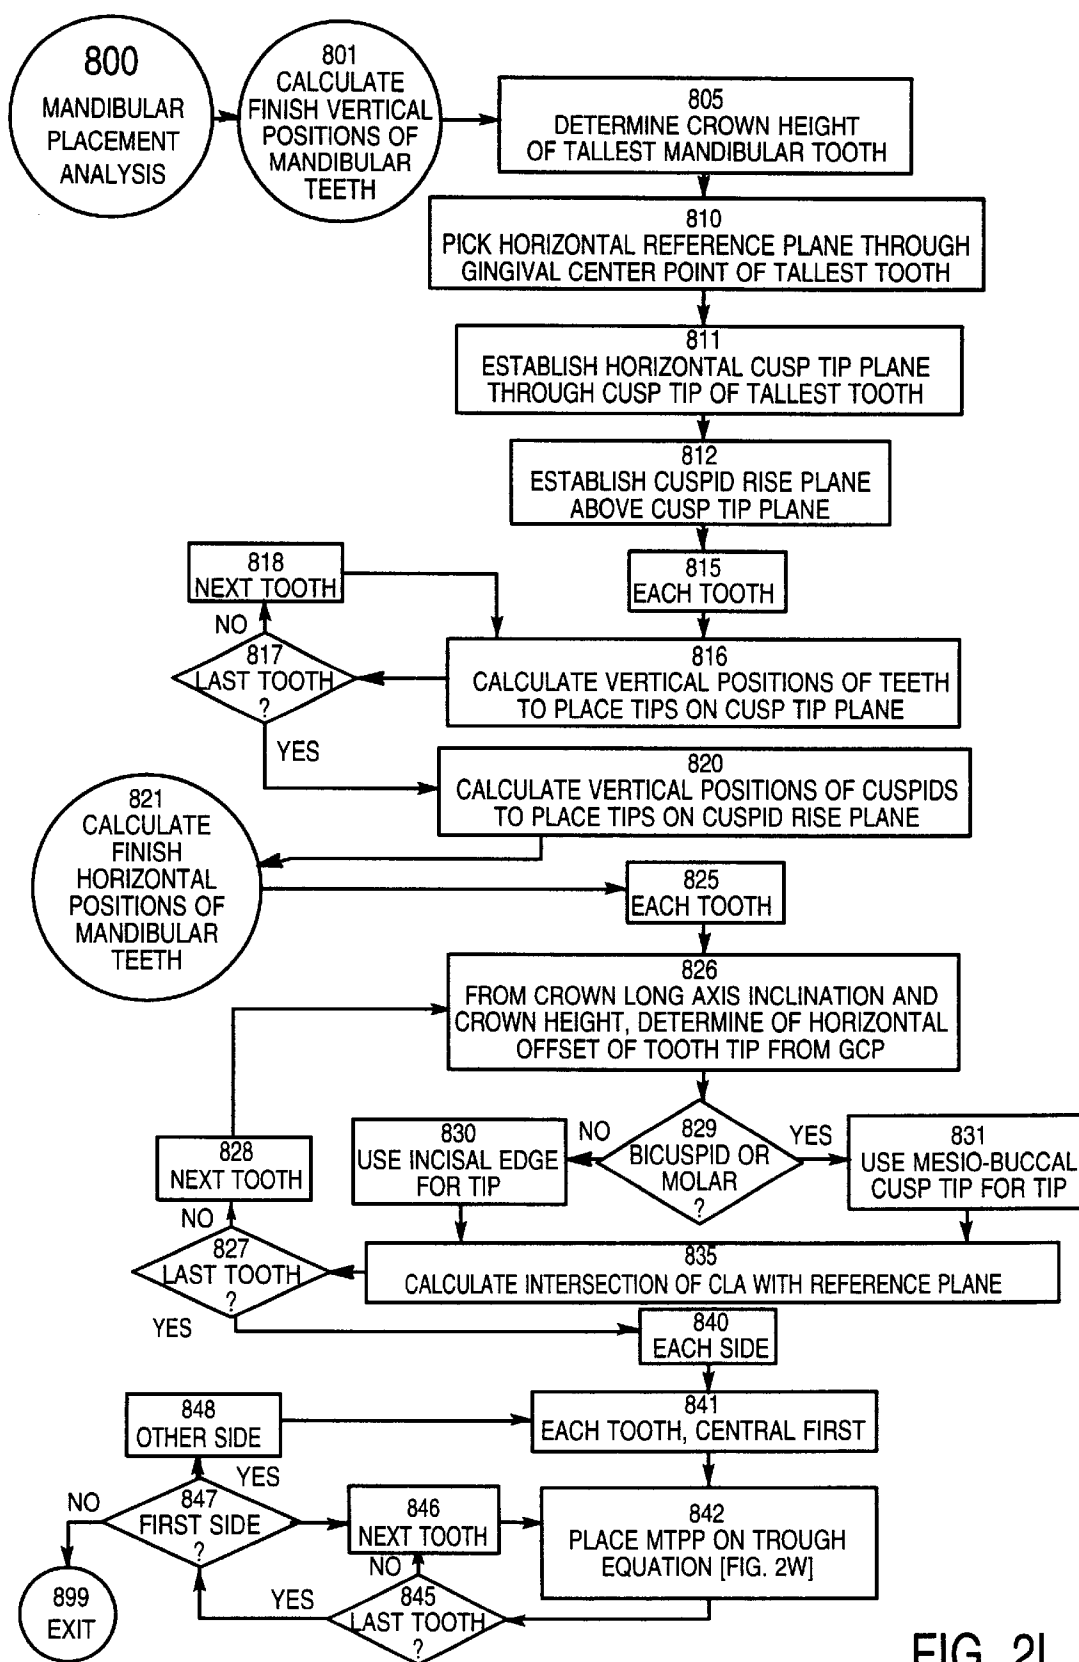 800
MANDIBULAR
PLACEMENT
ANALYSIS
801
CALCULATE
FINISH VERTICAL
POSITIONS OF
MANDIBULAR
TEETH
805
DETERMINE CROWN HEIGHT
OF TALLEST MANDIBULAR TOOTH
810
PICK HORIZONTAL REFERENCE PLANE THROUGH
GINGIVAL CENTER POINT OF TALLEST TOOTH
811
ESTABLISH HORIZONTAL CUSP TIP PLANE
THROUGH CUSP TIP OF TALLEST TOOTH
812
ESTABLISH CUSPID RISE PLANE
ABOVE CUSP TIP PLANE
815
EACH TOOTH
818
NEXT TOOTH
NO
817
LAST TOOTH
?
YES
816
CALCULATE VERTICAL POSITIONS OF TEETH
TO PLACE TIPS ON CUSP TIP PLANE
820
CALCULATE VERTICAL POSITIONS OF CUSPIDS
TO PLACE TIPS ON CUSPID RISE PLANE
821
CALCULATE
FINISH
HORIZONTAL
POSITIONS OF
MANDIBULAR
TEETH
825
EACH TOOTH
826
FROM CROWN LONG AXIS INCLINATION AND
CROWN HEIGHT, DETERMINE OF HORIZONTAL
OFFSET OF TOOTH TIP FROM GCP
829
BICUSPID OR
MOLAR
?
NO
YES
830
USE INCISAL EDGE
FOR TIP
831
USE MESIO-BUCCAL
CUSP TIP FOR TIP
828
NEXT TOOTH
NO
827
LAST TOOTH
?
YES
835
CALCULATE INTERSECTION OF CLA WITH REFERENCE PLANE
840
EACH SIDE
841
EACH TOOTH, CENTRAL FIRST
848
OTHER SIDE
YES
847
FIRST SIDE
?
NO
846
NEXT TOOTH
NO
842
PLACE MTPP ON TROUGH
EQUATION [FIG. 2W]
845
LAST TOOTH
?
YES
899
EXIT